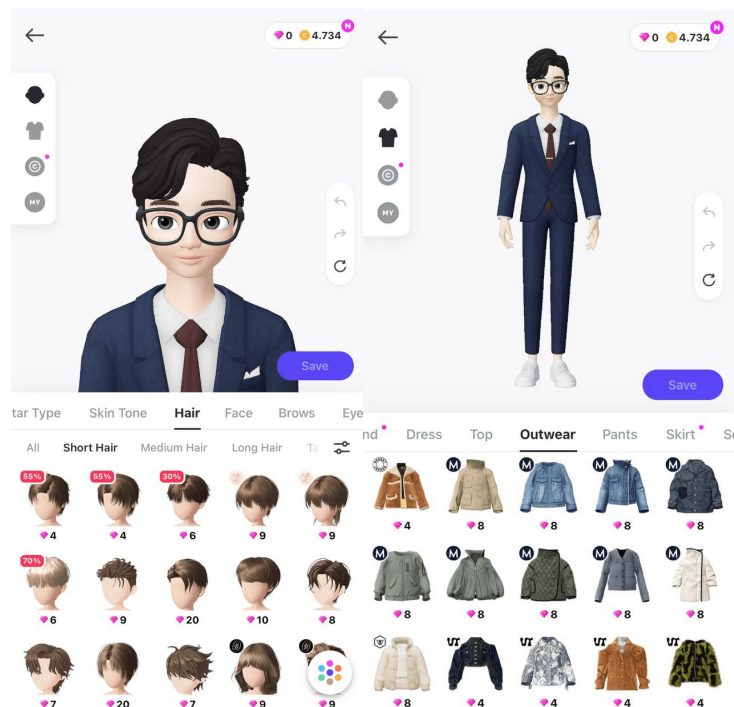 0 C 4.734 N
C
MY
Save
tar Type Skin Tone Hair Face Brows Eye
All Short Hair Medium Hair Long Hair Ta
55% 55% 30%
4 4 6 9 9
70%
6 9 20 10 8
7 20 7 9 9
0 C 4.734 N
C
MY
Save
nd Dress Top Outwear Pants Skirt So
M M M M
4 8 8 8 8
M M M M M
8 8 8 8 8
8 4 4 4 4